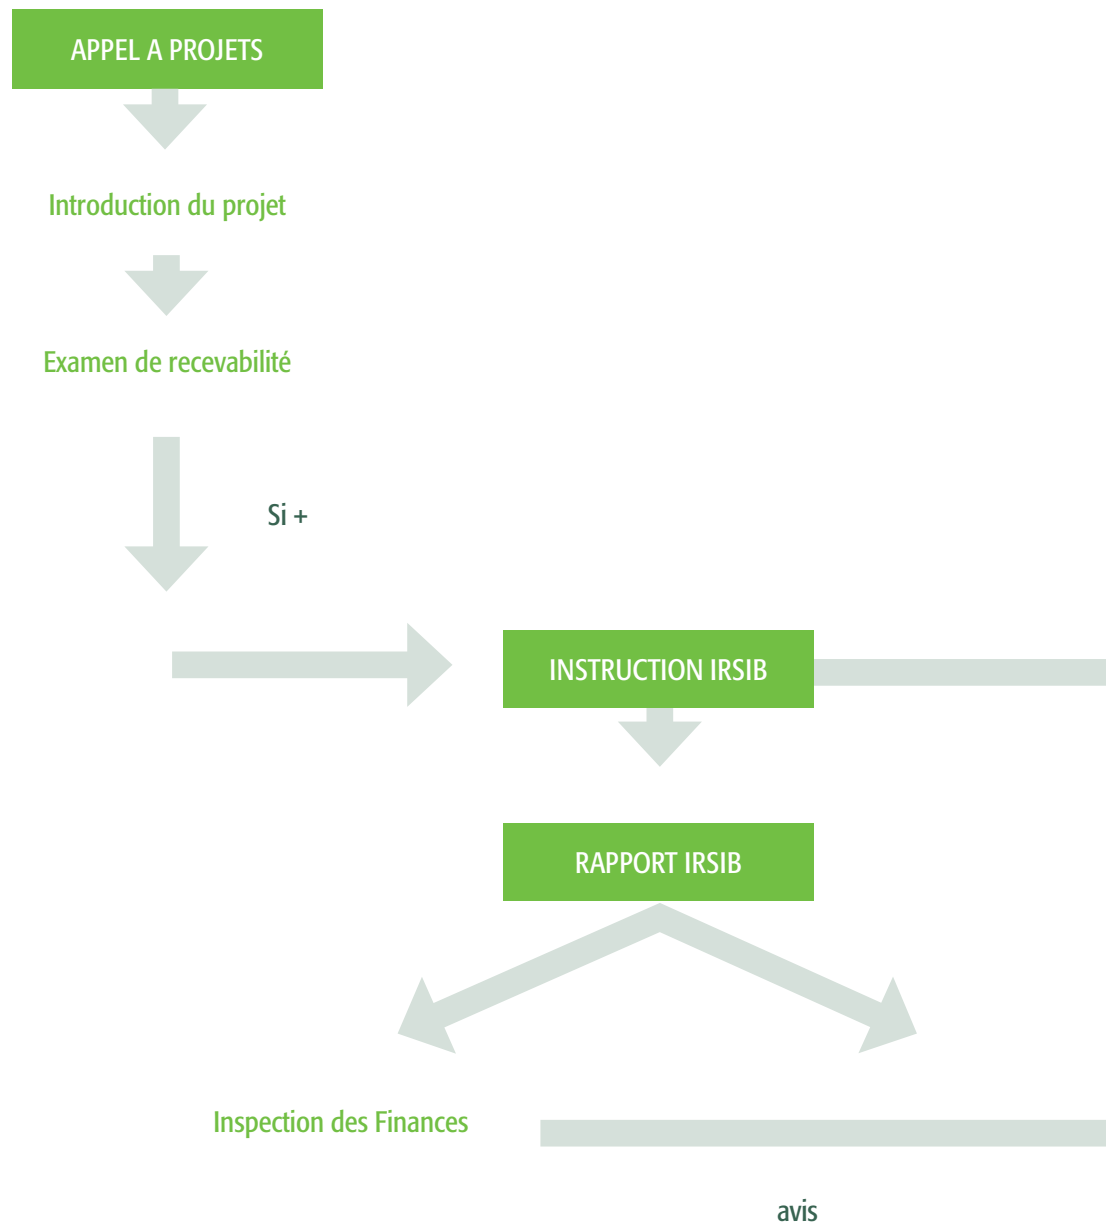 APPEL A PROJETS
Introduction du projet
Examen de recevabilité
Si +
INSTRUCTION IRSIB
RAPPORT IRSIB
Inspection des Finances
avis